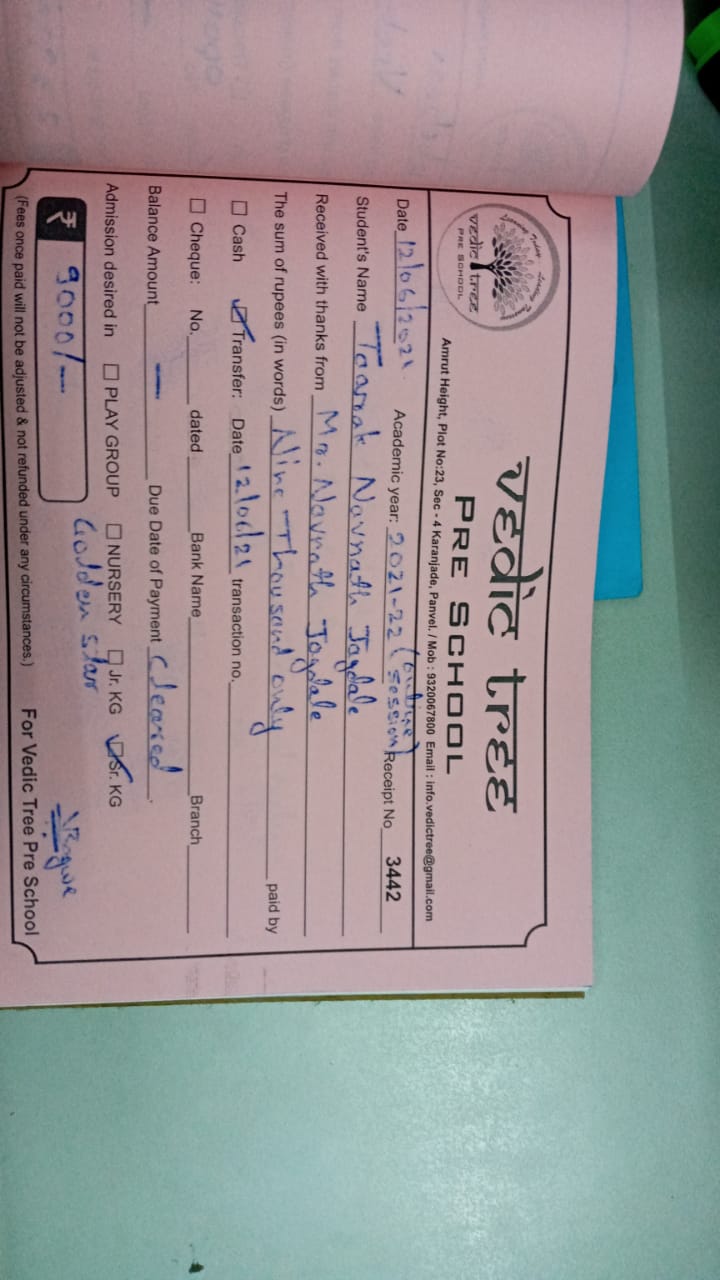 vedic tree
PRE SCHOOL
vedic tree
PRE SCHOOL
Amrut Height, Plot No:23, Sec - 4 Karanjade, Panvel. / Mob : 9320067800 Email : info.vedictree@gmail.com
Date 12/06/2021 Academic year: 2021-22 (online session) Receipt No 3442
Student's Name Taarak Navnath Jagdale
Received with thanks from Mr. Navnath Jagdale
The sum of rupees (in words) Nine Thousand only paid by
Cash Transfer: Date 12/06/21 transaction no.
Cheque: No. dated Bank Name Branch
Balance Amount — Due Date of Payment Cleared
Admission desired in PLAY GROUP NURSERY Jr. KG Sr. KG
Golden star
₹ 9000/-
(Fees once paid will not be adjusted & not refunded under any circumstances.) For Vedic Tree Pre School